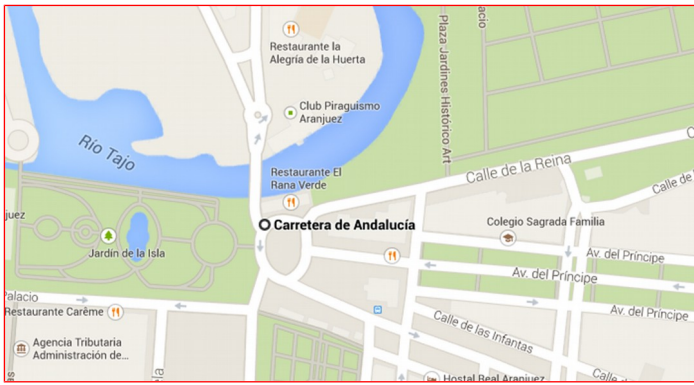 Restaurante la
Alegría de la Huerta
Plaza Jardines Histórico Art
Club Piragüismo
Aranjuez
Río Tajo
Restaurante El
Rana Verde
Calle de la Reina
Calle de
Carretera de Andalucía
Colegio Sagrada Familia
Jardín de la Isla
Av. del Príncipe
Av. del Príncipe
Av. del Príncipe
Palacio
Restaurante Carème
Calle de las Infantas
Agencia Tributaria
Administración de...
Calle
Hostal Real Aranjuez